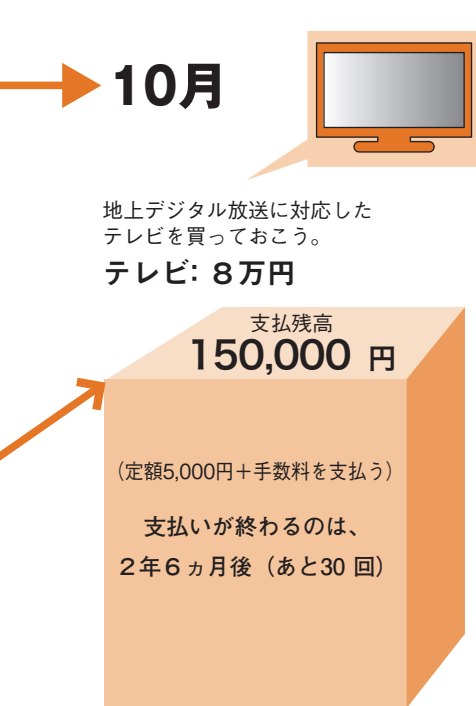 10月
地上デジタル放送に対応した
テレビを買っておこう。
テレビ: 8万円
支払残高
150,000 円
(定額5,000円+手数料を支払う)
支払いが終わるのは、
2年6ヵ月後(あと30 回)